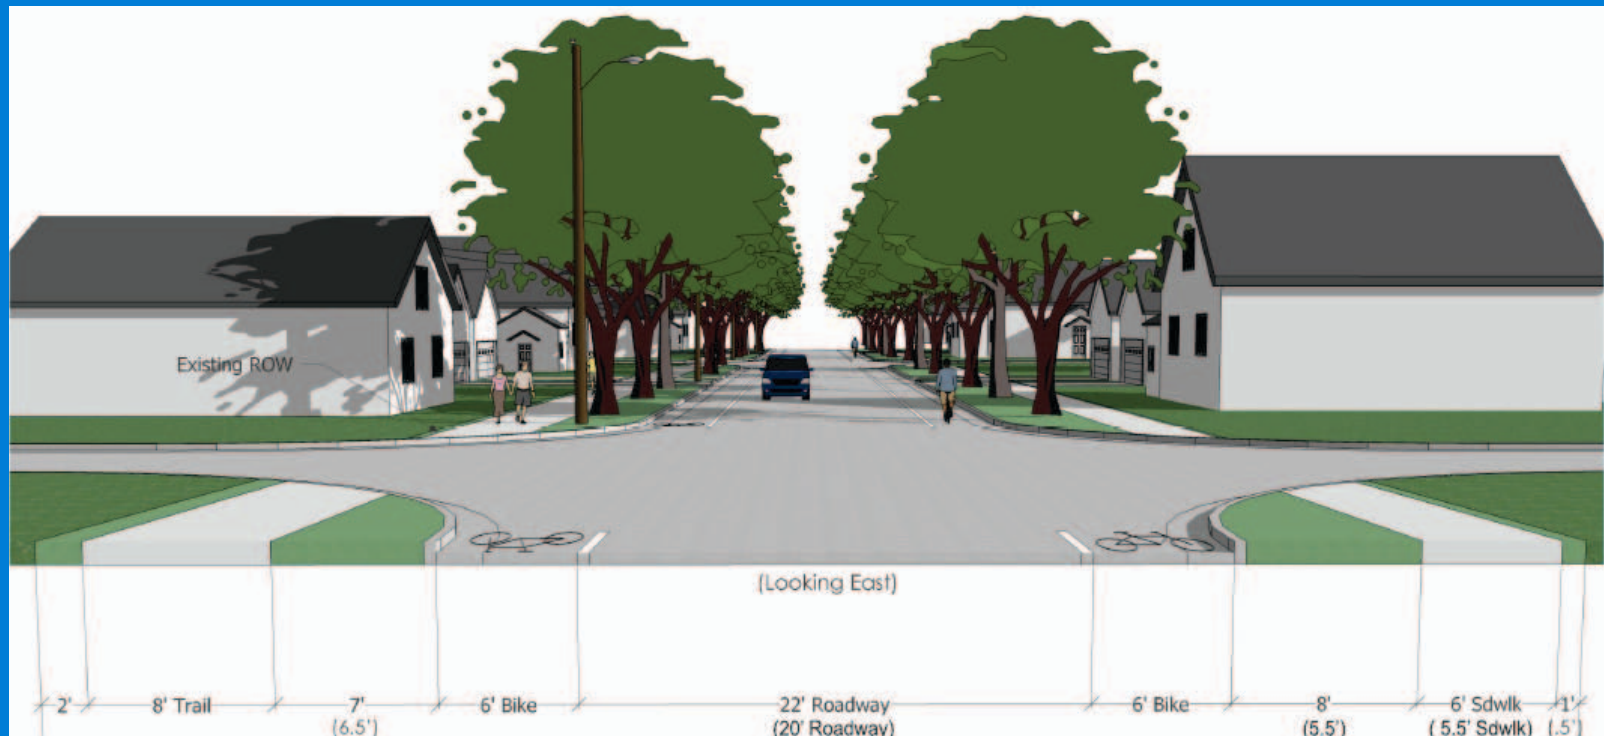 Existing ROW
(Looking East)
2' 8' Trail 7' 6' Bike 22' Roadway 6' Bike 8' 6' Sdwlk 1'
(6.5') (20' Roadway) (5.5') ( 5.5' Sdwlk) (.5')